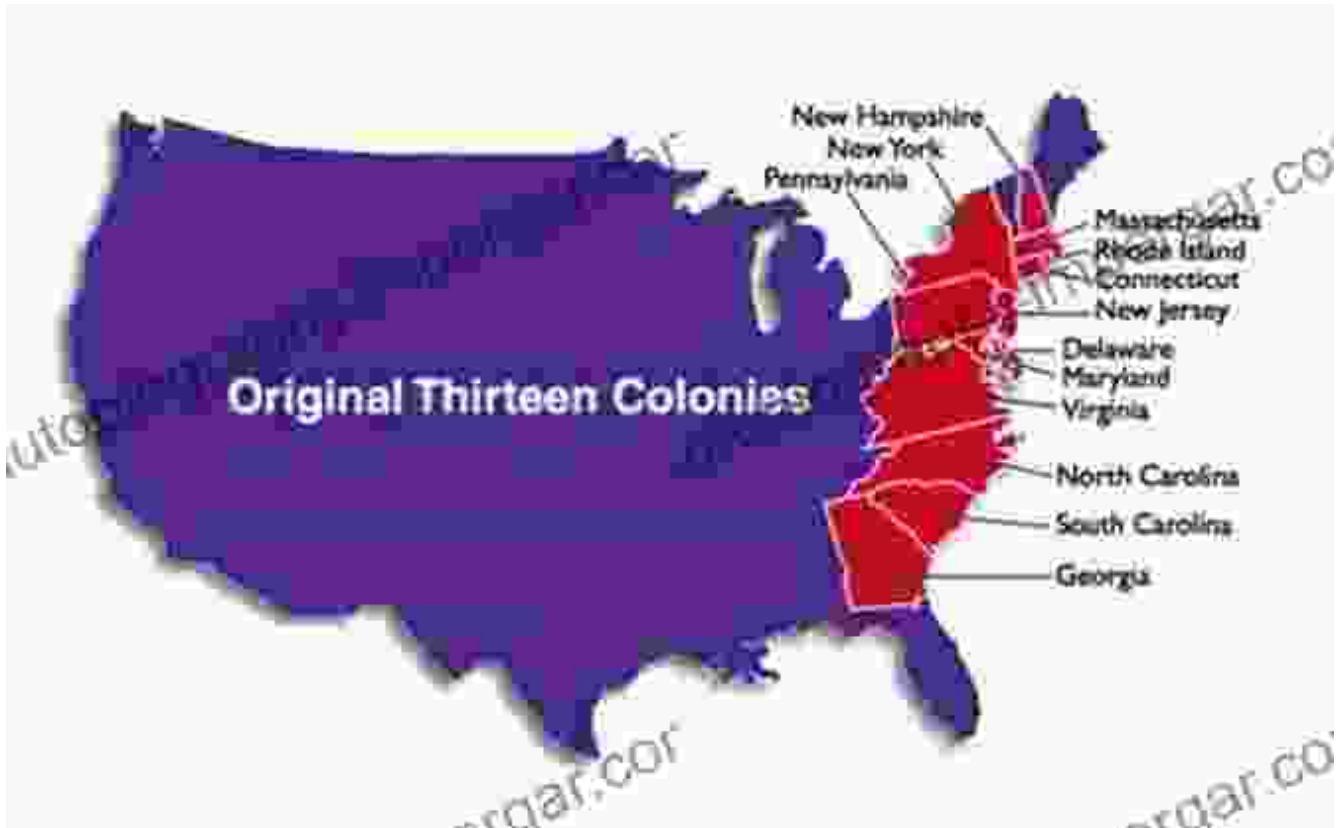 New Hampshire
New York
Pennsylvania
Massachusetts
Rhode Island
Connecticut
New Jersey
Delaware
Maryland
Virginia
Original Thirteen Colonies
North Carolina
South Carolina
Georgia